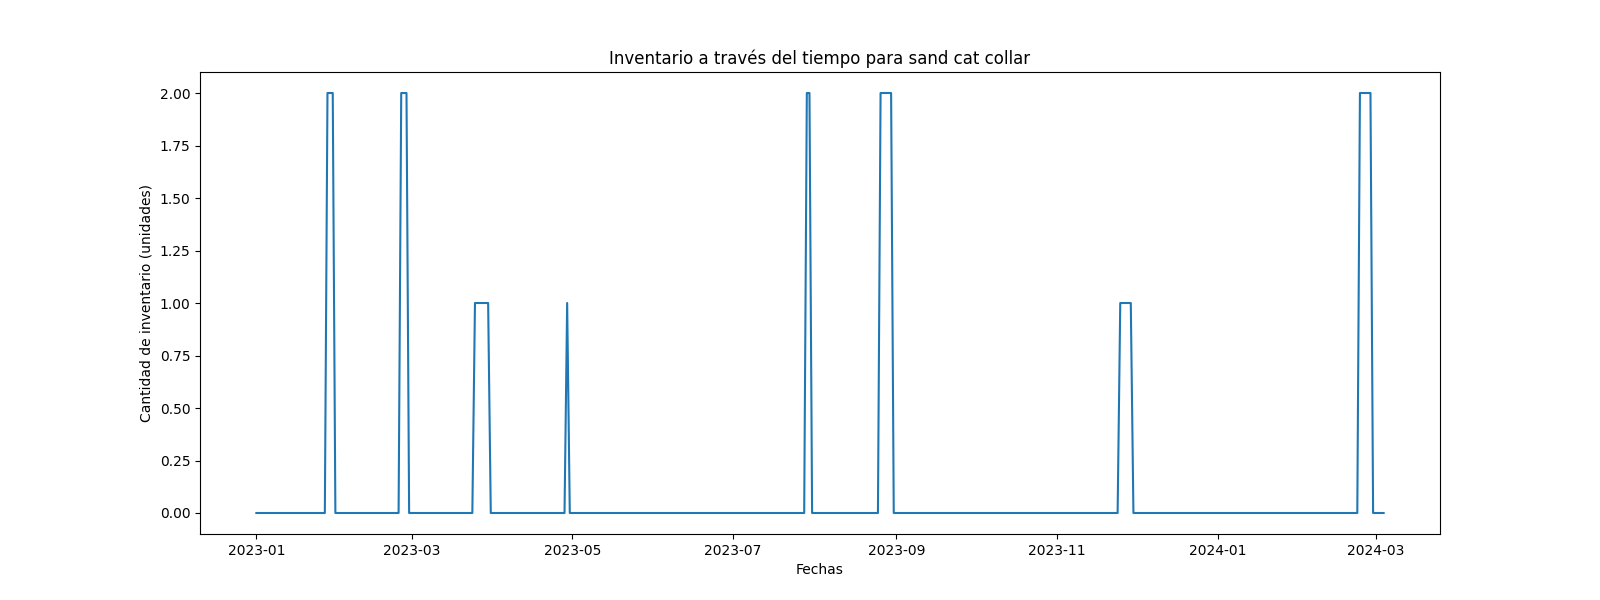 Inventario a través del tiempo para sand cat collar
Cantidad de inventario (unidades)
2.00
1.75
1.50
1.25
1.00
0.75
0.50
0.25
0.00
2023-01 2023-03 2023-05 2023-07 2023-09 2023-11 2024-01 2024-03
Fechas